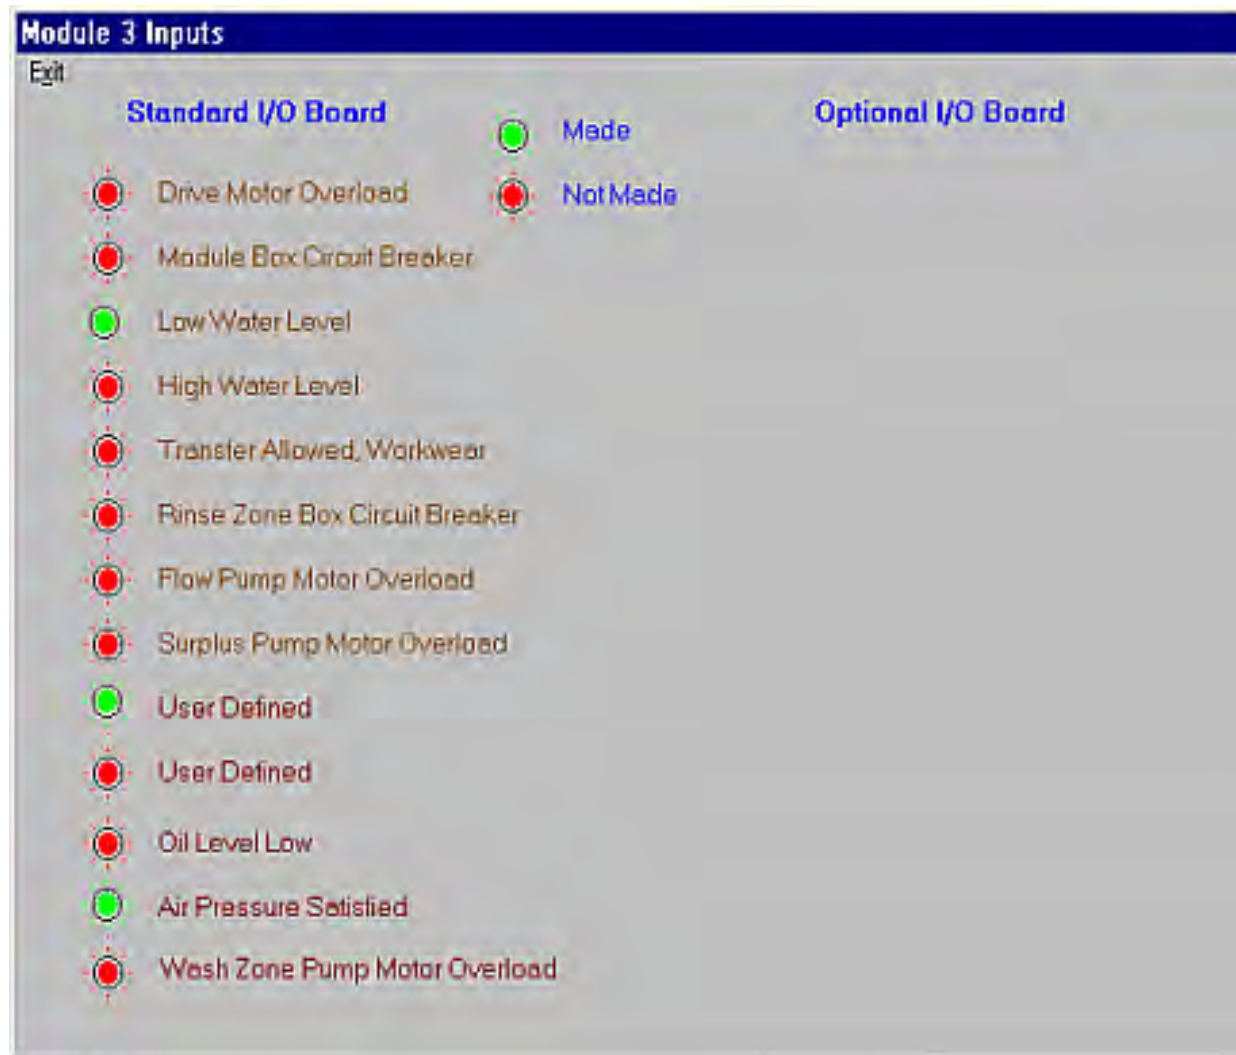 Module 3 Inputs
Exit
Standard I/O Board
Optional I/O Board
Made
Not Made
Drive Motor Overload
Module Box Circuit Breaker
Low Water Level
High Water Level
Transfer Allowed, Workwear
Rinse Zone Box Circuit Breaker
Flow Pump Motor Overload
Surplus Pump Motor Overload
User Defined
User Defined
Oil Level Low
Air Pressure Satisfied
Wash Zone Pump Motor Overload